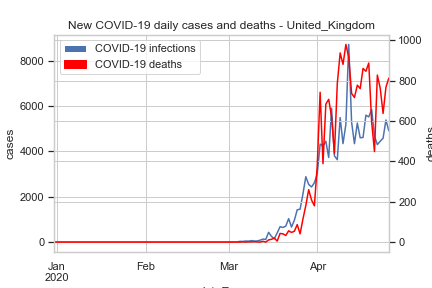 New COVID-19 daily cases and deaths - United_Kingdom
COVID-19 infections
COVID-19 deaths
cases
8000
6000
4000
2000
0
1000
800
600
400
200
0
deaths
Jan
2020
Feb
Mar
Apr